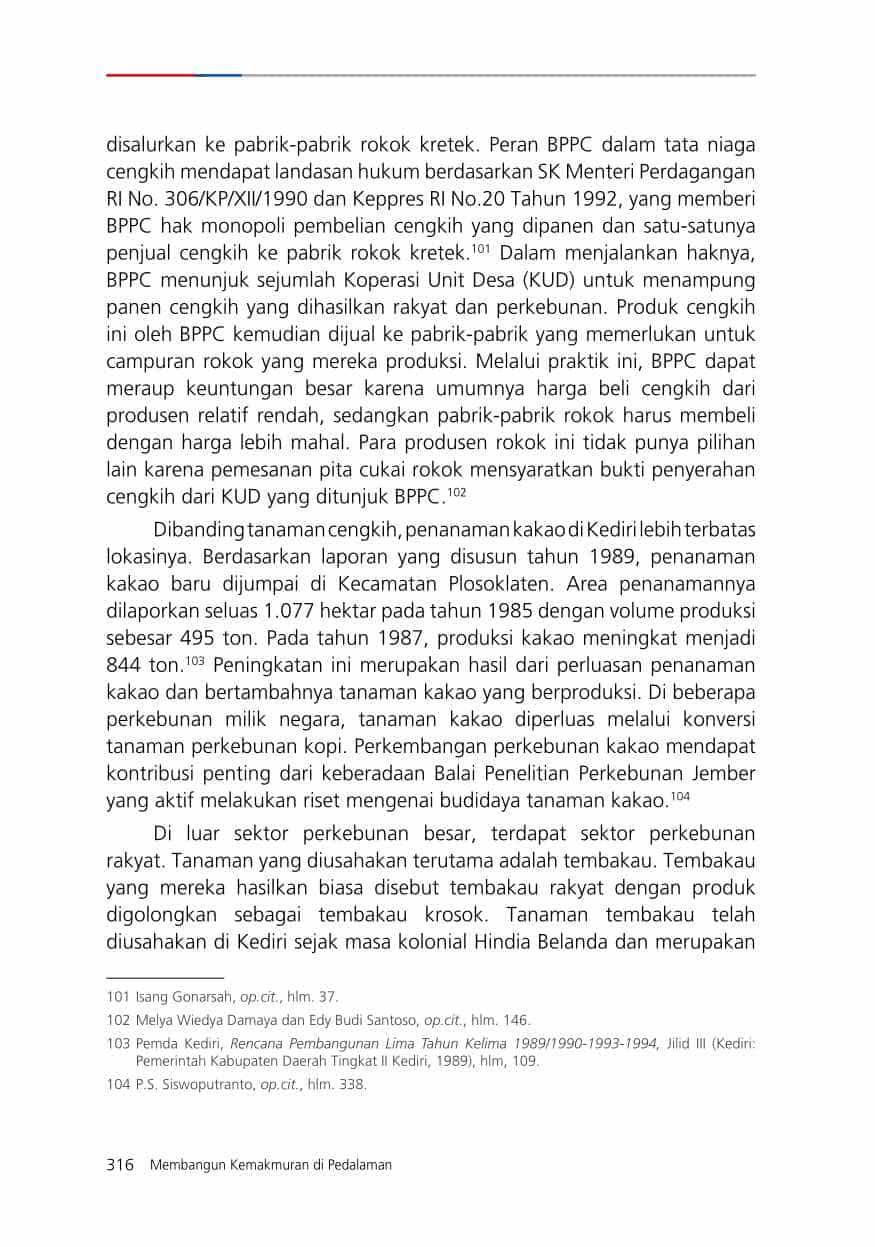 disalurkan ke pabrik-pabrik rokok kretek. Peran BPPC dalam tata niaga
cengkih mendapat landasan hukum berdasarkan SK Menteri Perdagangan
RI No. 306/KP/XII/1990 dan Keppres RI No.20 Tahun 1992, yang memberi
BPPC hak monopoli pembelian cengkih yang dipanen dan satu-satunya
penjual cengkih ke pabrik rokok kretek.101 Dalam menjalankan haknya,
BPPC menunjuk sejumlah Koperasi Unit Desa (KUD) untuk menampung
panen cengkih yang dihasilkan rakyat dan perkebunan. Produk cengkih
ini oleh BPPC kemudian dijual ke pabrik-pabrik yang memerlukan untuk
campuran rokok yang mereka produksi. Melalui praktik ini, BPPC dapat
meraup keuntungan besar karena umumnya harga beli cengkih dari
produsen relatif rendah, sedangkan pabrik-pabrik rokok harus membeli
dengan harga lebih mahal. Para produsen rokok ini tidak punya pilihan
lain karena pemesanan pita cukai rokok mensyaratkan bukti penyerahan
cengkih dari KUD yang ditunjuk BPPC.102
Dibanding tanaman cengkih, penanaman kakao di Kediri lebih terbatas
lokasinya. Berdasarkan laporan yang disusun tahun 1989, penanaman
kakao baru dijumpai di Kecamatan Plosoklaten. Area penanamannya
dilaporkan seluas 1.077 hektar pada tahun 1985 dengan volume produksi
sebesar 495 ton. Pada tahun 1987, produksi kakao meningkat menjadi
844 ton.103 Peningkatan ini merupakan hasil dari perluasan penanaman
kakao dan bertambahnya tanaman kakao yang berproduksi. Di beberapa
perkebunan milik negara, tanaman kakao diperluas melalui konversi
tanaman perkebunan kopi. Perkembangan perkebunan kakao mendapat
kontribusi penting dari keberadaan Balai Penelitian Perkebunan Jember
yang aktif melakukan riset mengenai budidaya tanaman kakao.104
Di luar sektor perkebunan besar, terdapat sektor perkebunan
rakyat. Tanaman yang diusahakan terutama adalah tembakau. Tembakau
yang mereka hasilkan biasa disebut tembakau rakyat dengan produk
digolongkan sebagai tembakau krosok. Tanaman tembakau telah
diusahakan di Kediri sejak masa kolonial Hindia Belanda dan merupakan
101 Isang Gonarsah, op.cit., hlm. 37.
102 Melya Wiedya Damaya dan Edy Budi Santoso, op.cit., hlm. 146.
103 Pemda Kediri, Rencana Pembangunan Lima Tahun Kelima 1989/1990-1993-1994, Jilid III (Kediri:
Pemerintah Kabupaten Daerah Tingkat II Kediri, 1989), hlm, 109.
104 P.S. Siswoputranto, op.cit., hlm. 338.
316 Membangun Kemakmuran di Pedalaman